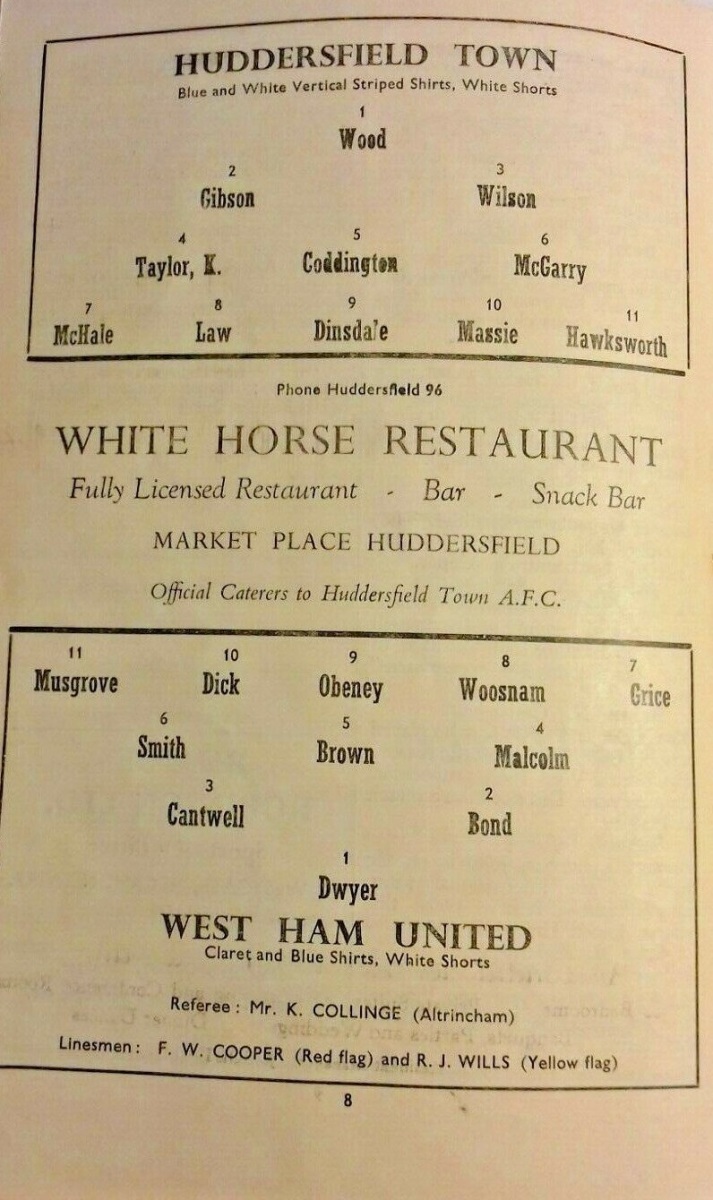 HUDDERSFIELD TOWN
Blue and White Vertical Striped Shirts, White Shorts
1
Wood
2 3
Gibson Wilson
4 5 6
Taylor, K. Coddington McGarry
7 8 9 10 11
McHale Law Dinsdale Massie Hawksworth
Phone Huddersfield 96
WHITE HORSE RESTAURANT
Fully Licensed Restaurant - Bar - Snack Bar
MARKET PLACE HUDDERSFIELD
Official Caterers to Huddersfield Town A.F.C.
11 10 9 8 7
Musgrove Dick Obeney Woosnam Grice
6 5 4
Smith Brown Malcolm
3 2
Cantwell Bond
1
Dwyer
WEST HAM UNITED
Claret and Blue Shirts, White Shorts
Referee: Mr. K. COLLINGE (Altrincham)
Linesmen: F. W. COOPER (Red flag) and R. J. WILLS (Yellow flag)
8